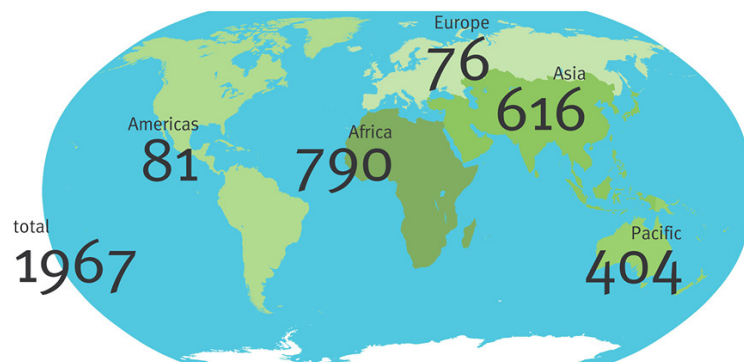 Europe
76
Asia
616
Americas
81
Africa
790
total
1967
Pacific
404